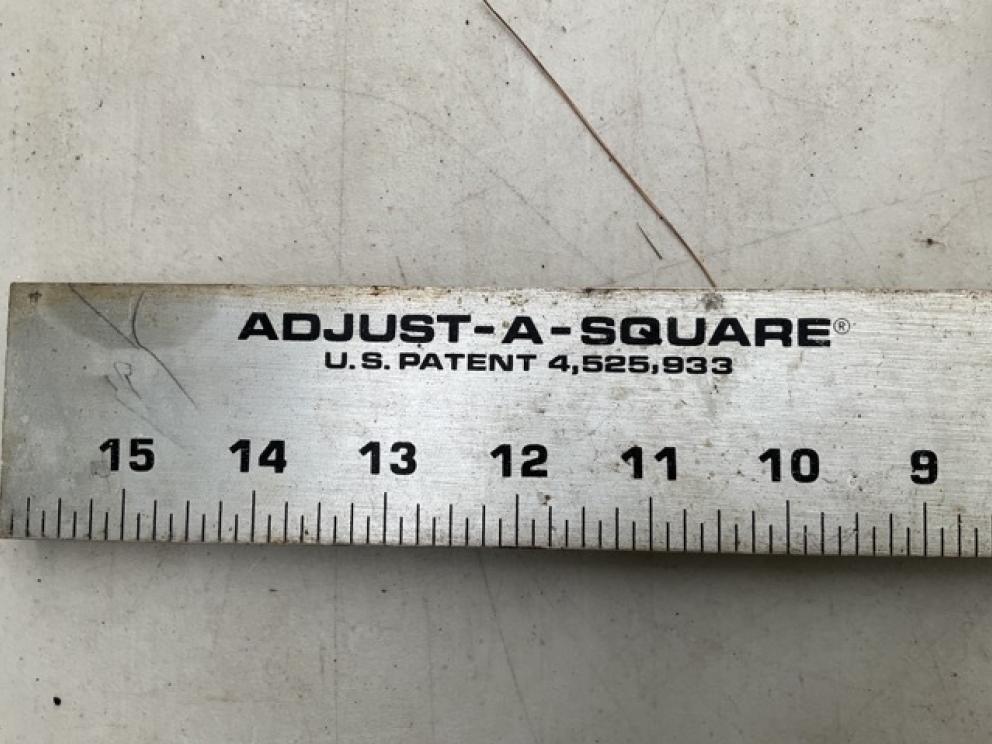 ADJUST-A-SQUARE®
U.S. PATENT 4,525,933
15 14 13 12 11 10 9